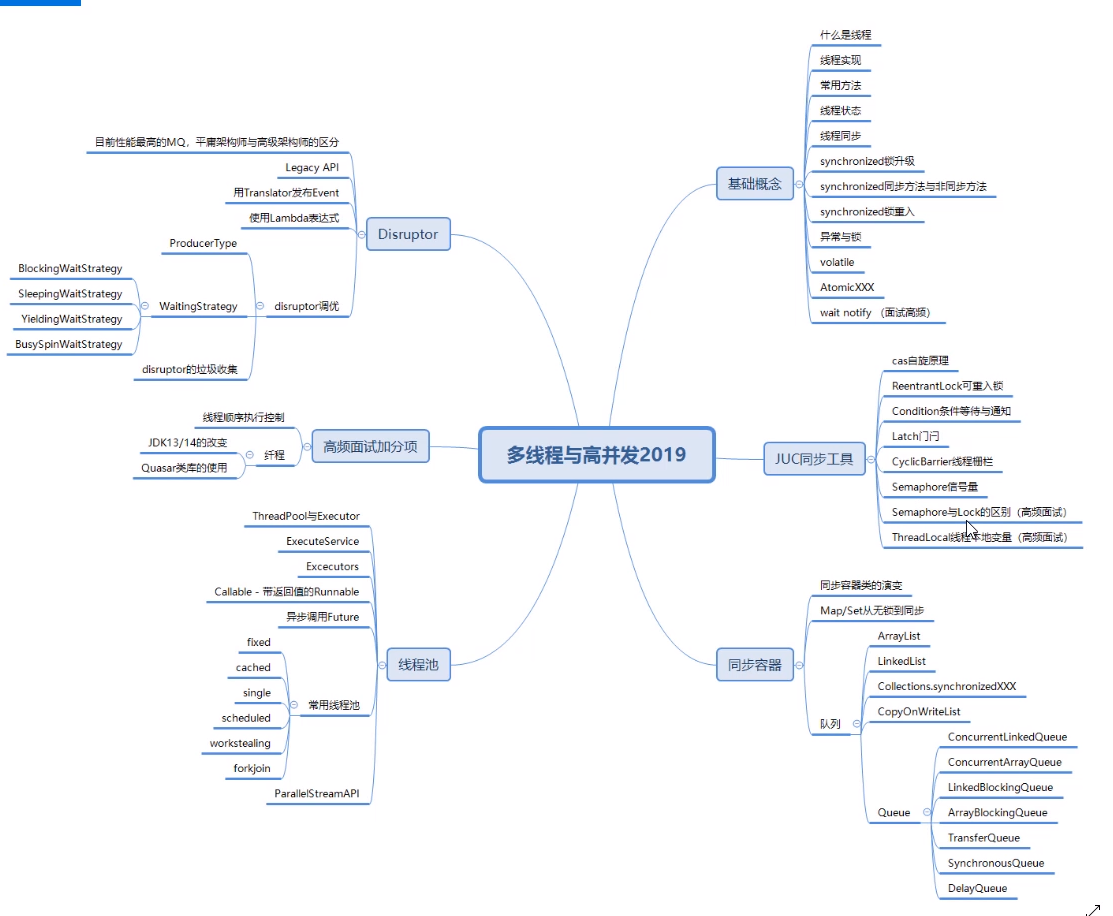 多线程与高并发2019
基础概念
什么是线程
线程实现
常用方法
线程状态
线程同步
synchronized锁升级
synchronized同步方法与非同步方法
synchronized锁重入
异常与锁
volatile
AtomicXXX
wait notify （面试高频）
JUC同步工具
cas自旋原理
ReentrantLock可重入锁
Condition条件等待与通知
Latch门闩
CyclicBarrier线程栅栏
Semaphore信号量
Semaphore与Lock的区别（高频面试）
ThreadLocal线程本地变量（高频面试）
同步容器
同步容器类的演变
Map/Set从无锁到同步
队列
ArrayList
LinkedList
Collections.synchronizedXXX
CopyOnWriteList
Queue
ConcurrentLinkedQueue
ConcurrentArrayQueue
LinkedBlockingQueue
ArrayBlockingQueue
TransferQueue
SynchronousQueue
DelayQueue
Disruptor
目前性能最高的MQ，平庸架构师与高级架构师的区分
Legacy API
用Translator发布Event
使用Lambda表达式
disruptor调优
ProducerType
WaitingStrategy
BlockingWaitStrategy
SleepingWaitStrategy
YieldingWaitStrategy
BusySpinWaitStrategy
disruptor的垃圾收集
高频面试加分项
线程顺序执行控制
纤程
JDK13/14的改变
Quasar类库的使用
线程池
ThreadPool与Executor
ExecuteService
Excecutors
Callable - 带返回值的Runnable
异步调用Future
常用线程池
fixed
cached
single
scheduled
workstealing
forkjoin
ParallelStreamAPI